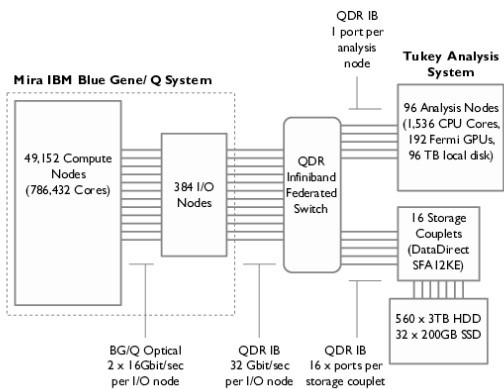 QDR IB
1 port per
analysis
node
Tukey Analysis
System
Mira IBM Blue Gene/ Q System
49,152 Compute
Nodes
(786,432 Cores)
384 I/O
Nodes
QDR
Infiniband
Federated
Switch
96 Analysis Nodes
(1,536 CPU Cores,
192 Fermi GPUs,
96 TB local disk)
16 Storage
Couplets
(DataDirect
SFA12KE)
560 x 3TB HDD
32 x 200GB SSD
BG/Q Optical
2 x 16Gbit/sec
per I/O node
QDR IB
32 Gbit/sec
per I/O node
QDR IB
16 x ports per
storage couplet